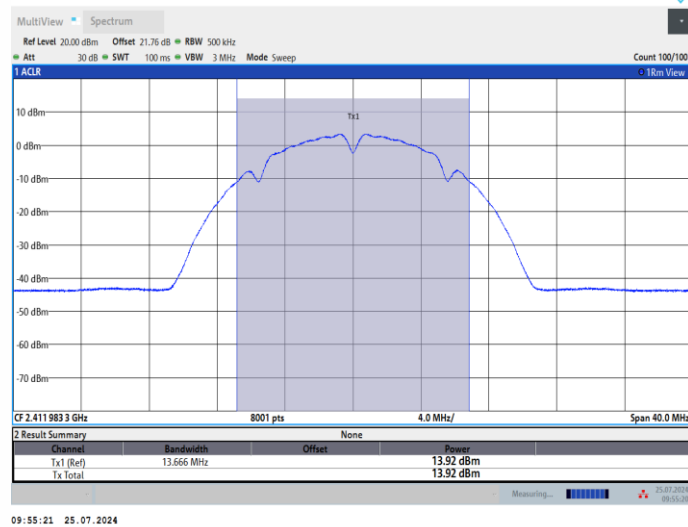 MultiView Spectrum
Ref Level 20.00 dBm Offset 21.76 dB RBW 500 kHz
Att 30 dB SWT 100 ms VBW 3 MHz Mode Sweep Count 100/100
1 ACLR 1Rm View
Tx1
10 dBm
0 dBm
-10 dBm
-20 dBm
-30 dBm
-40 dBm
-50 dBm
-60 dBm
-70 dBm
CF 2.411 983 3 GHz 8001 pts 4.0 MHz/ Span 40.0 MHz
2 Result Summary None
Channel Bandwidth Offset Power
Tx1 (Ref) 13.666 MHz 13.92 dBm
Tx Total 13.92 dBm
Measuring... 25.07.2024
09:55:20
09:55:21 25.07.2024